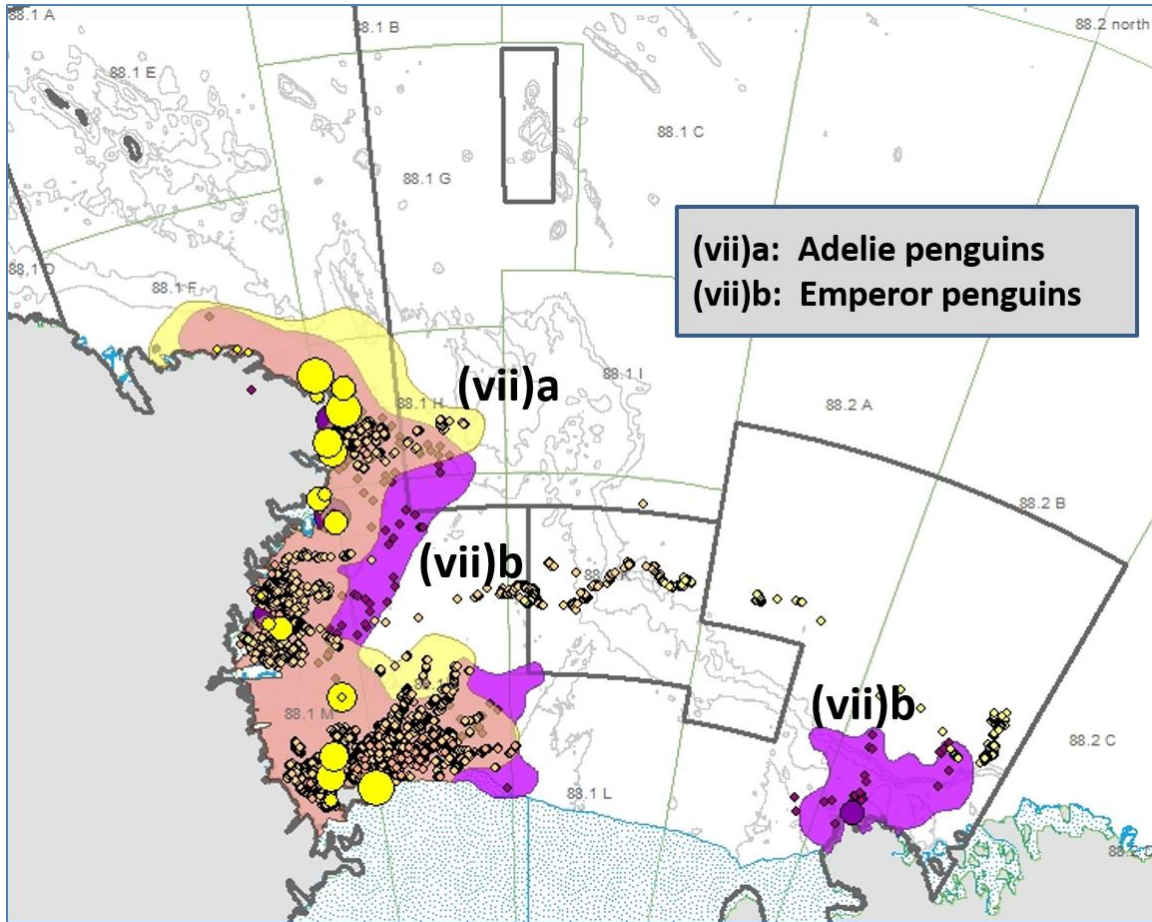 88.1 A
88.1 B
88.2 north
88.1 E
88.1 C
88.1 G
(vii)a: Adelie penguins
(vii)b: Emperor penguins
88.1 F
88.1 I
(vii)a
88.1 H
88.2 A
88.2 B
(vii)b
(vii)b
88.1 M
88.2 C
88.1 L